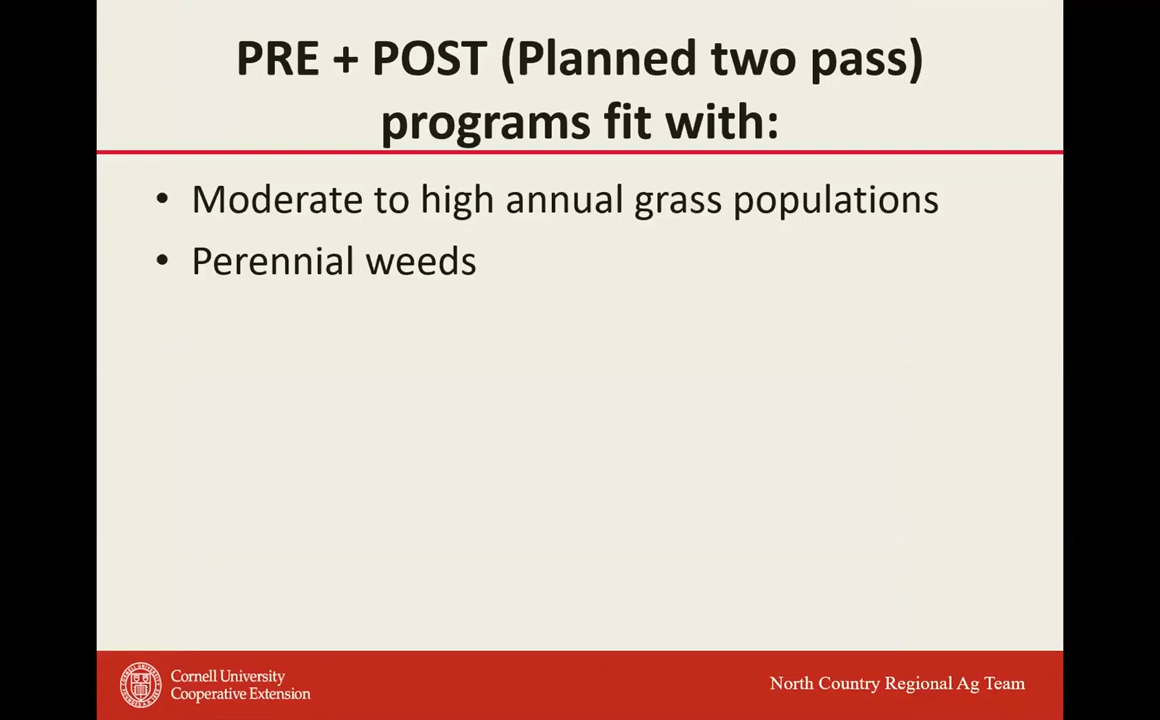 PRE + POST (Planned two pass)
programs fit with:
• Moderate to high annual grass populations
• Perennial weeds
Cornell University
Cooperative Extension
North Country Regional Ag Team